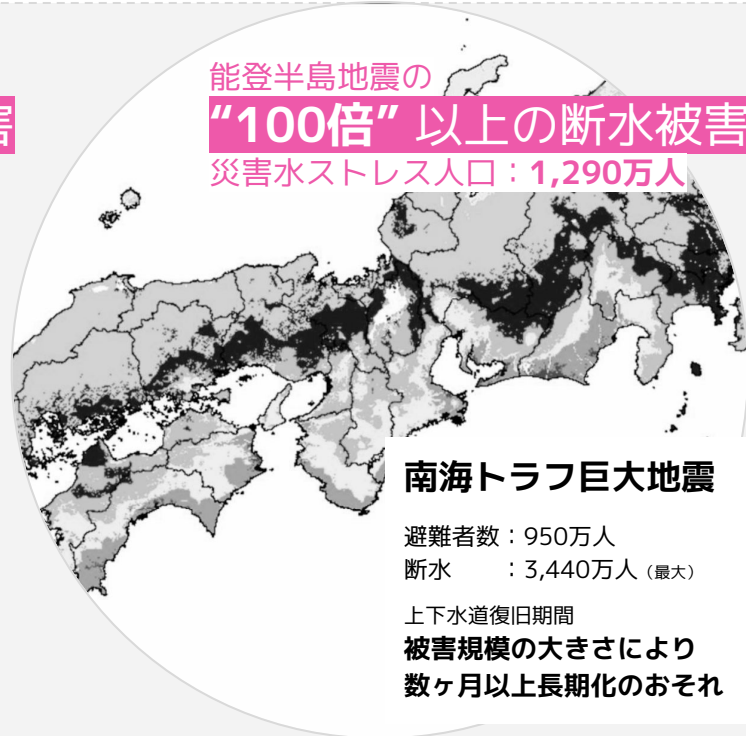 能登半島地震の
害
“100倍” 以上の断水被害
災害水ストレス人口：1,290万人
南海トラフ巨大地震
避難者数：950万人
断水　　：3,440万人（最大）
上下水道復旧期間
被害規模の大きさにより
数ヶ月以上長期化のおそれ